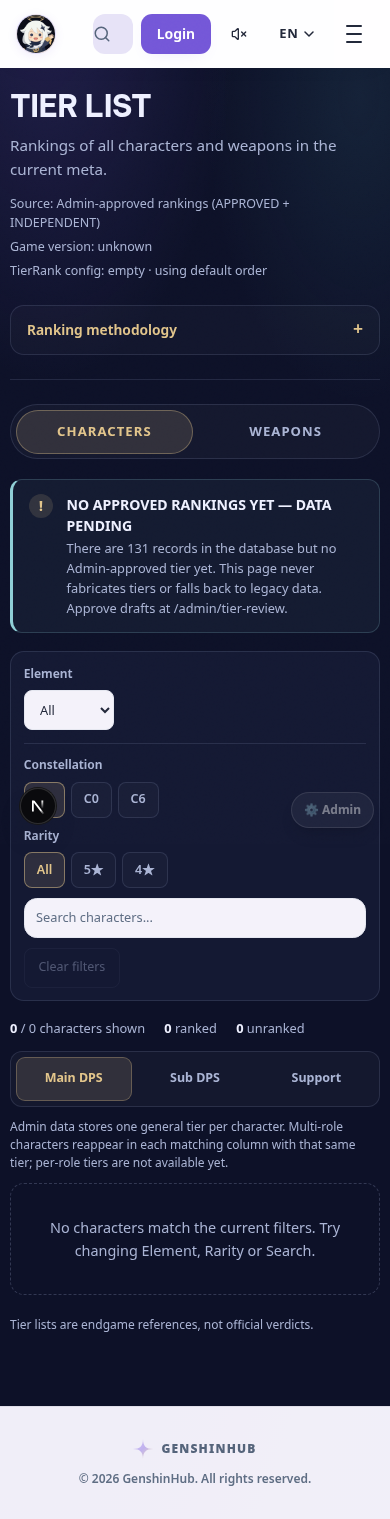 Login
EN
TIER LIST
Rankings of all characters and weapons in the
current meta.
Source: Admin-approved rankings (APPROVED +
INDEPENDENT)
Game version: unknown
TierRank config: empty · using default order
Ranking methodology
+
CHARACTERS
WEAPONS
!
NO APPROVED RANKINGS YET — DATA
PENDING
There are 131 records in the database but no
Admin-approved tier yet. This page never
fabricates tiers or falls back to legacy data.
Approve drafts at /admin/tier-review.
Element
All
Constellation
N
C0
C6
⚙️ Admin
Rarity
All
5★
4★
Search characters...
Clear filters
0 / 0 characters shown 0 ranked 0 unranked
Main DPS
Sub DPS
Support
Admin data stores one general tier per character. Multi-role
characters reappear in each matching column with that same
tier; per-role tiers are not available yet.
No characters match the current filters. Try
changing Element, Rarity or Search.
Tier lists are endgame references, not official verdicts.
GENSHINHUB
© 2026 GenshinHub. All rights reserved.